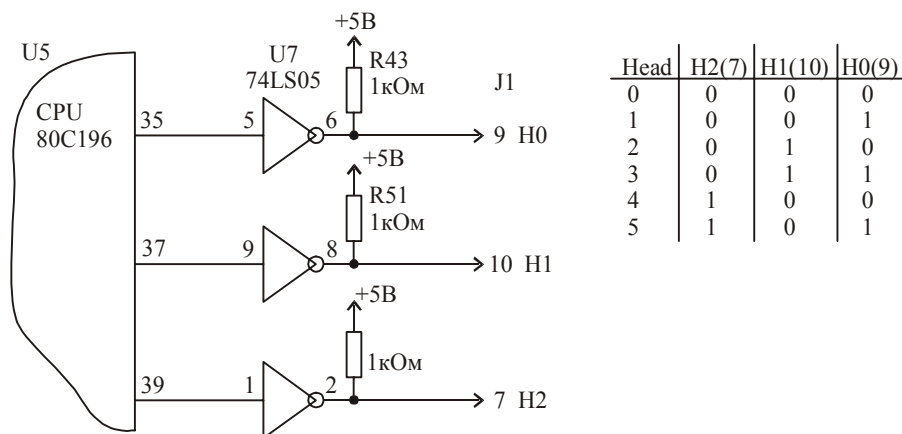 U5
CPU
80C196
U7
74LS05
+5В
R43
1кОм
J1
35 5 6 9 H0
+5В
R51
1кОм
37 9 8 10 H1
+5В
1кОм
39 1 2 7 H2
Head H2(7) H1(10) H0(9)
0 0 0 0
1 0 0 1
2 0 1 0
3 0 1 1
4 1 0 0
5 1 0 1